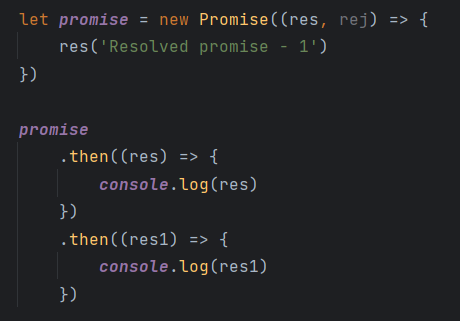 let promise = new Promise((res, rej) => {
    res('Resolved promise - 1')
})
promise
    .then((res) => {
        console.log(res)
    })
    .then((res1) => {
        console.log(res1)
    })